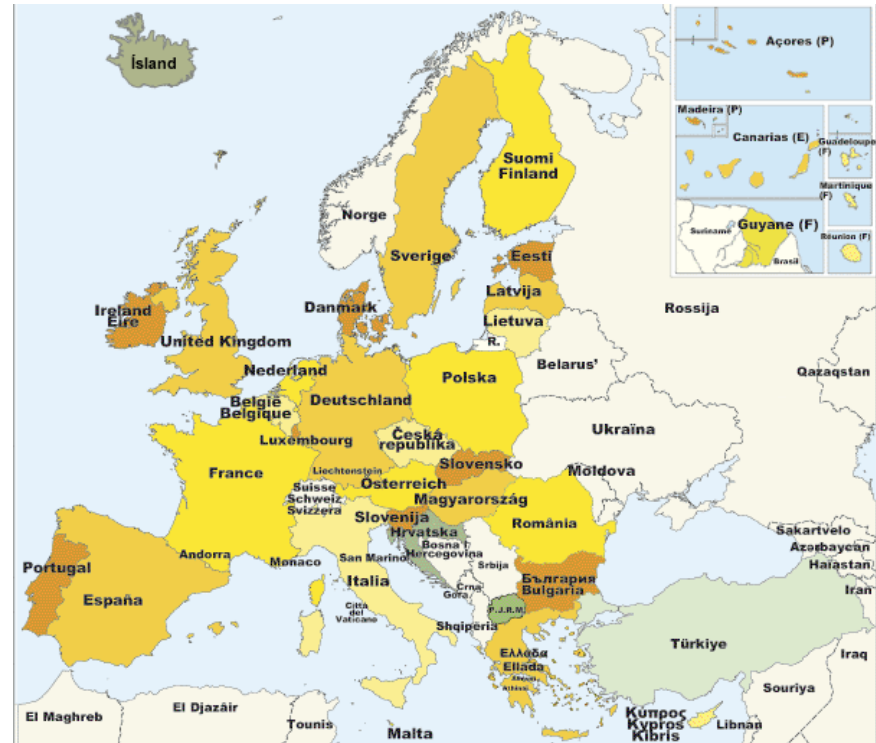 Ísland
Açores (P)
Madeira (P)
Canarias (E)
Guadeloupe
(F)
Martinique
(F)
Guyane (F)
Suriname
Brasil
Réunion (F)
Suomi
Finland
Norge
Sverige
Eesti
Latvija
Lietuva
R.
Rossija
Danmark
Ireland
Éire
United Kingdom
Nederland
België
Belgique
Deutschland
Polska
Belarus'
Qazaqstan
Luxembourg
Česká
republika
Ukraïna
Slovensko
Moldova
France
Liechtenstein
Österreich
Suisse
Schweiz
Svizzera
Magyarország
Slovenija
România
Hrvatska
Bosna I
Hercegovina
Srbija
Sakartvelo
Azərbaycan
Haïastan
Iran
Andorra
Monaco
San Marino
Portugal
España
Italia
Città
del
Vaticano
Crna
Gora
България
Bulgaria
P.J.R.M.
Shqipëria
Türkiye
Ελλάδα
Ellada
Iraq
Souriya
El Maghreb
El Djazâir
Tounis
Malta
Κύπρος
Kypros
Kıbrıs
Libnan